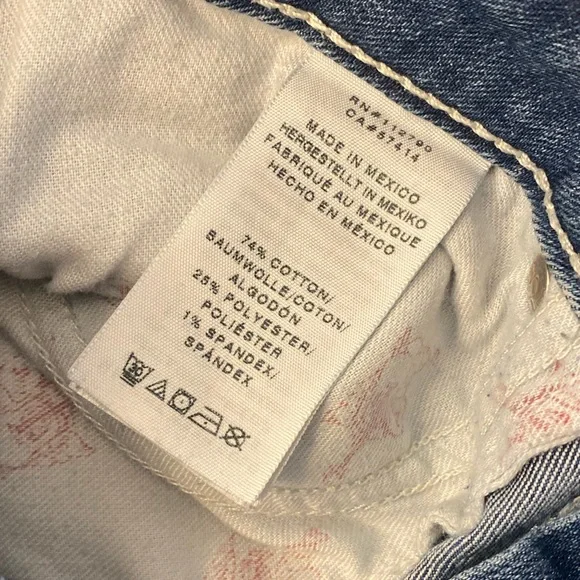 RN#112790
CA#57414
MADE IN MEXICO
HERGESTELLT IN MEXIKO
FABRIQUÉ AU MEXIQUE
HECHO EN MÉXICO
74% COTTON/
BAUMWOLLE/COTON/
ALGODÓN
25% POLYESTER/
POLIÉSTER
1% SPANDEX/
SPÁNDEX
30